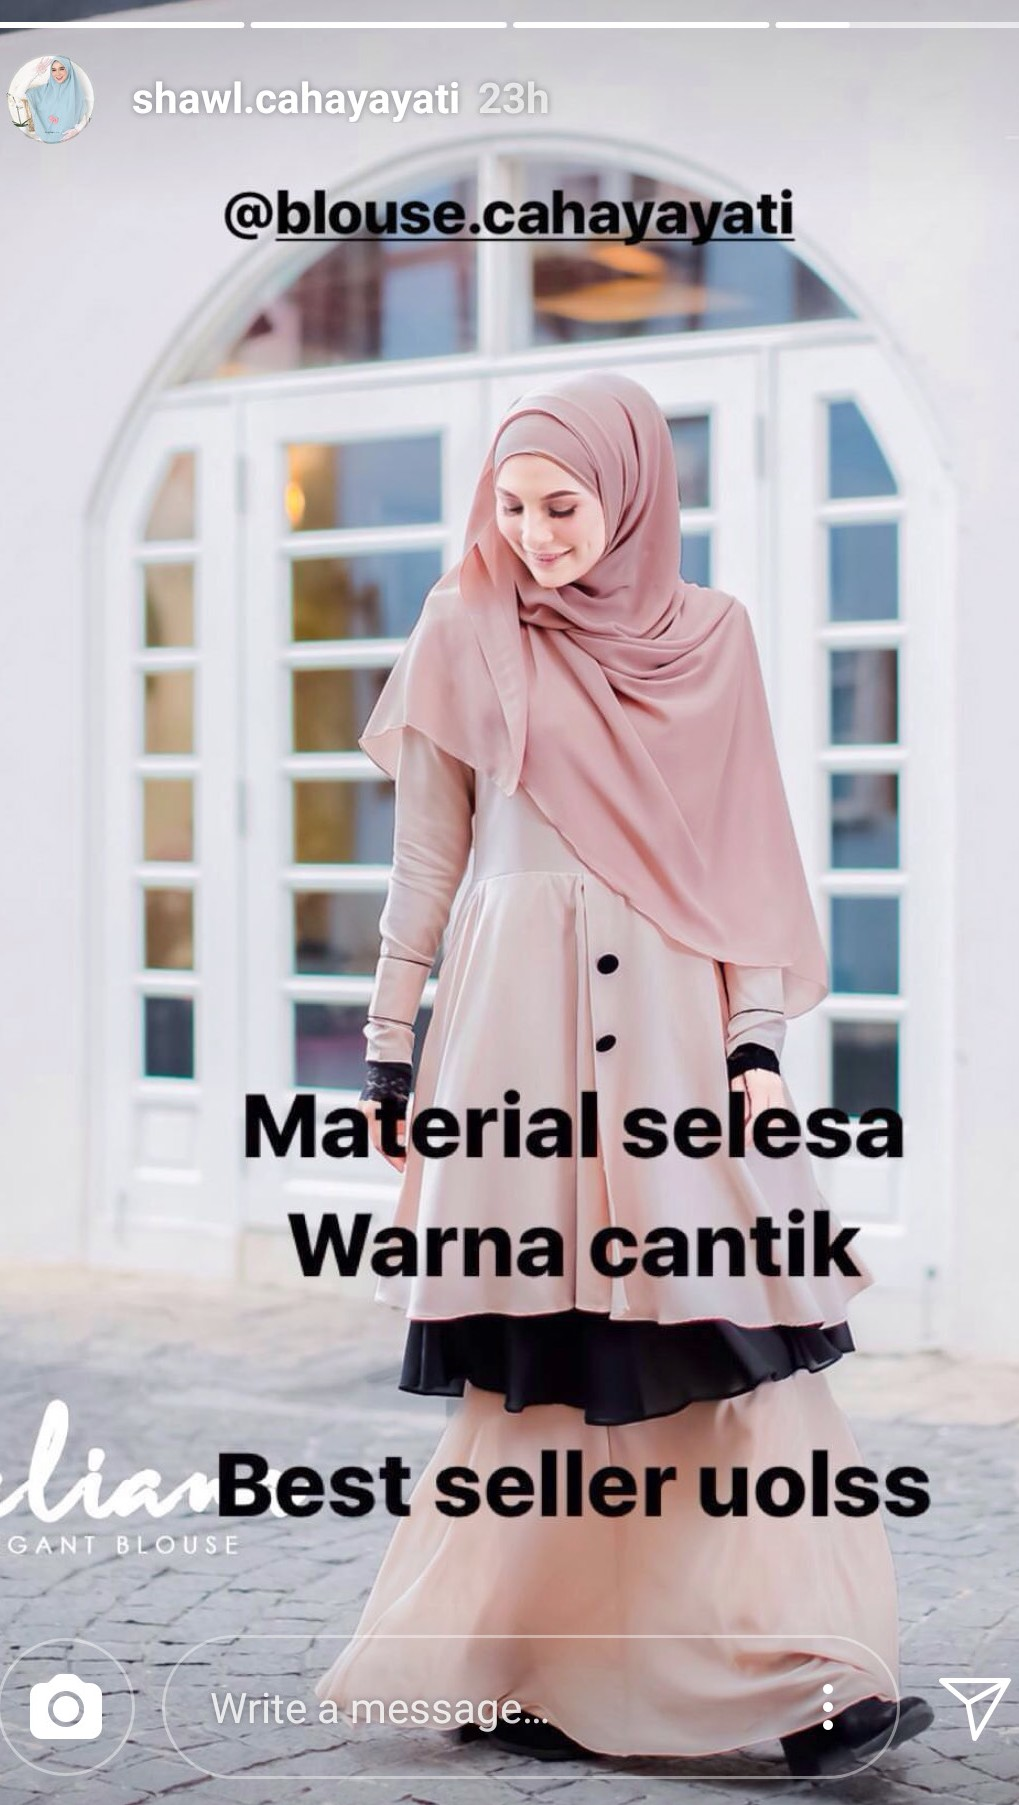 shawl.cahayayati 23h
@blouse.cahayayati
Material selesa
Warna cantik
Best seller uolss
GANT BLOUSE
Write a message...